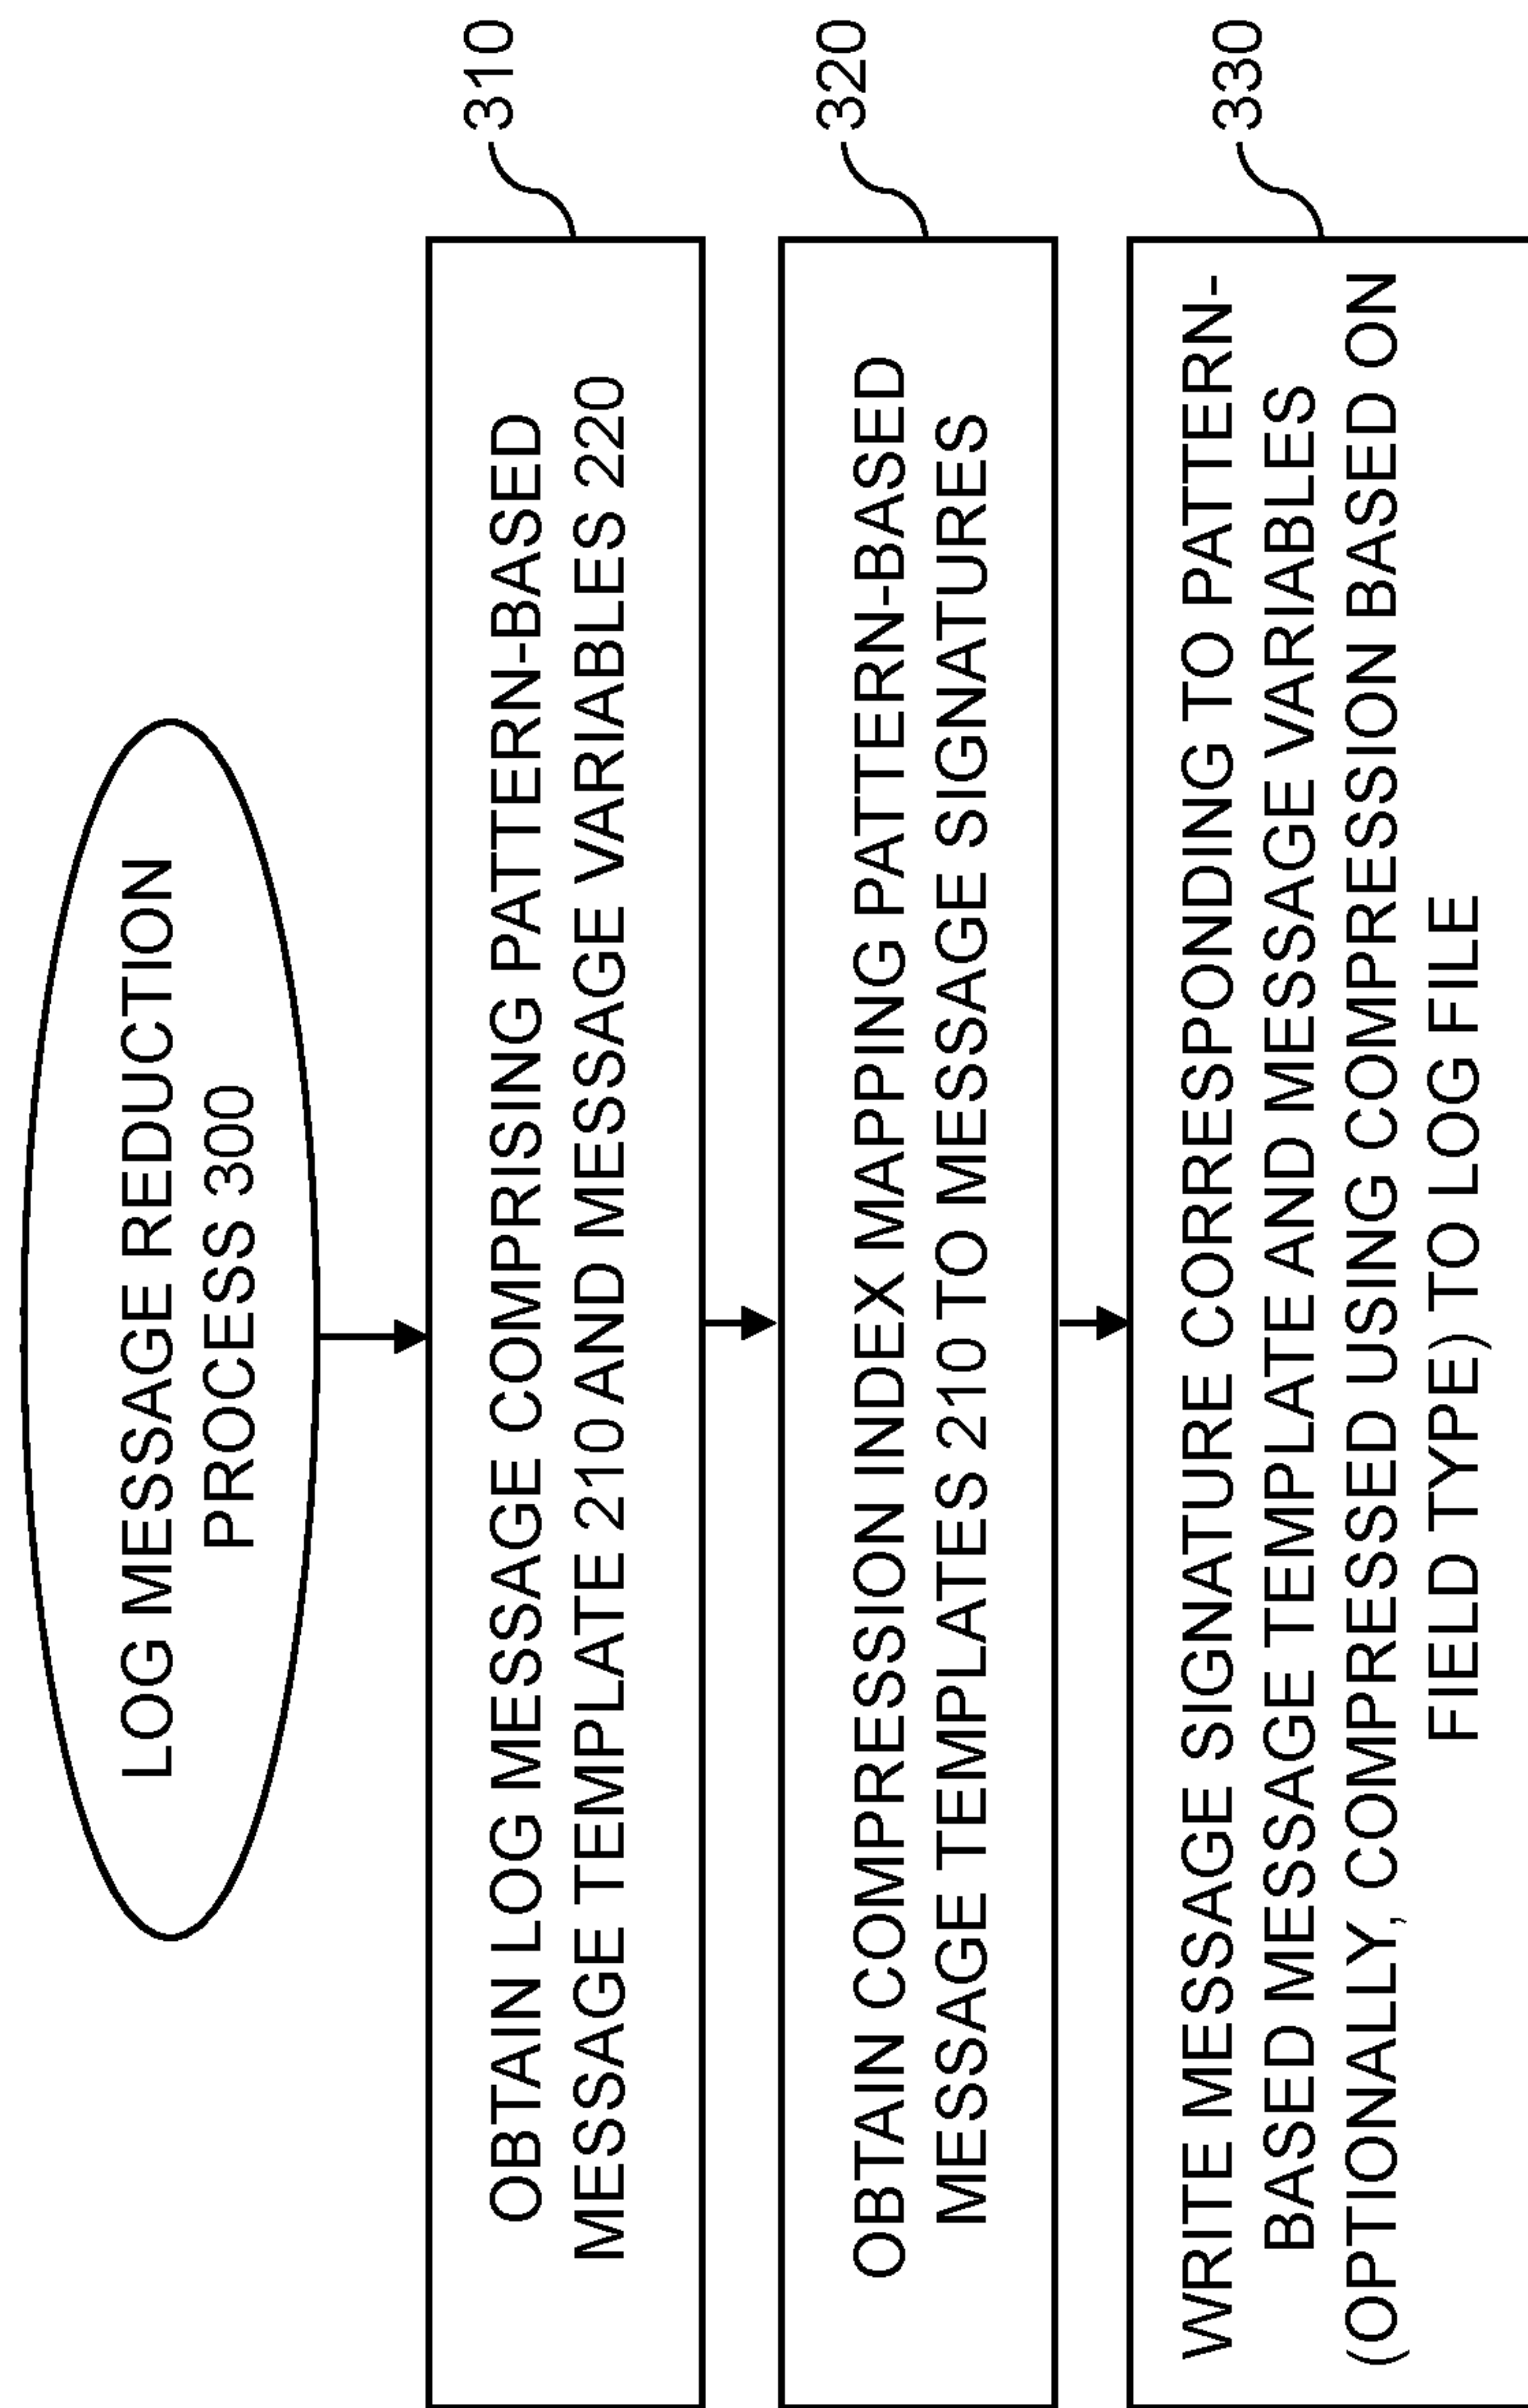 LOG MESSAGE REDUCTION
PROCESS 300
310
OBTAIN LOG MESSAGE COMPRISING PATTERN-BASED
MESSAGE TEMPLATE 210 AND MESSAGE VARIABLES 220
320
OBTAIN COMPRESSION INDEX MAPPING PATTERN-BASED
MESSAGE TEMPLATES 210 TO MESSAGE SIGNATURES
330
WRITE MESSAGE SIGNATURE CORRESPONDING TO PATTERN-
BASED MESSAGE TEMPLATE AND MESSAGE VARIABLES
(OPTIONALLY, COMPRESSED USING COMPRESSION BASED ON
FIELD TYPE) TO LOG FILE